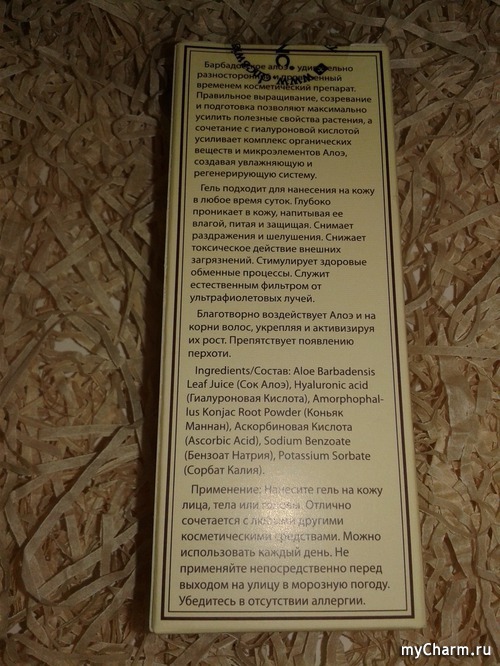 Барбадосское алоэ- удивительно
разностороннее и проверенный
временем косметический препарат.
Правильное выращивание, созревание
и подготовка позволяют максимально
усилить полезные свойства растения, а
сочетание с гиалуроновой кислотой
усиливает комплекс органических
веществ и микроэлементов Алоэ,
создавая увлажняющую и
регенерирующую систему.
Гель подходит для нанесения на кожу
в любое время суток. Глубоко
проникает в кожу, напитывая ее
влагой, питая и защищая. Снимает
раздражения и шелушения. Снижает
токсическое действие внешних
загрязнений. Стимулирует здоровые
обменные процессы. Служит
естественным фильтром от
ультрафиолетовых лучей.
Благотворно воздействует Алоэ и на
корни волос, укрепляя и активизируя
их рост. Препятствует появлению
перхоти.
Ingredients/Состав: Aloe Barbadensis
Leaf Juice (Сок Алоэ), Hyaluronic acid
(Гиалуроновая Кислота), Amorphophal-
lus Konjac Root Powder (Коньяк
Маннан), Аскорбиновая Кислота
(Ascorbic Acid), Sodium Benzoate
(Бензоат Натрия), Potassium Sorbate
(Сорбат Калия).
Применение: Нанесите гель на кожу
лица, тела или головы. Отлично
сочетается с любыми другими
косметическими средствами. Можно
использовать каждый день. Не
применяйте непосредственно перед
выходом на улицу в морозную погоду.
Убедитесь в отсутствии аллергии.
myCharm.ru